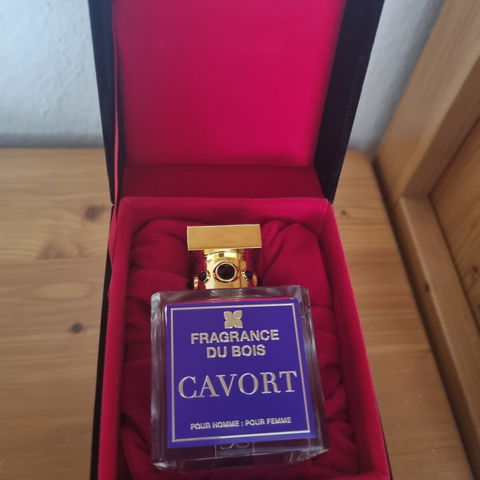 FRAGRANCE
DU BOIS
CAVORT
POUR HOMME : POUR FEMME